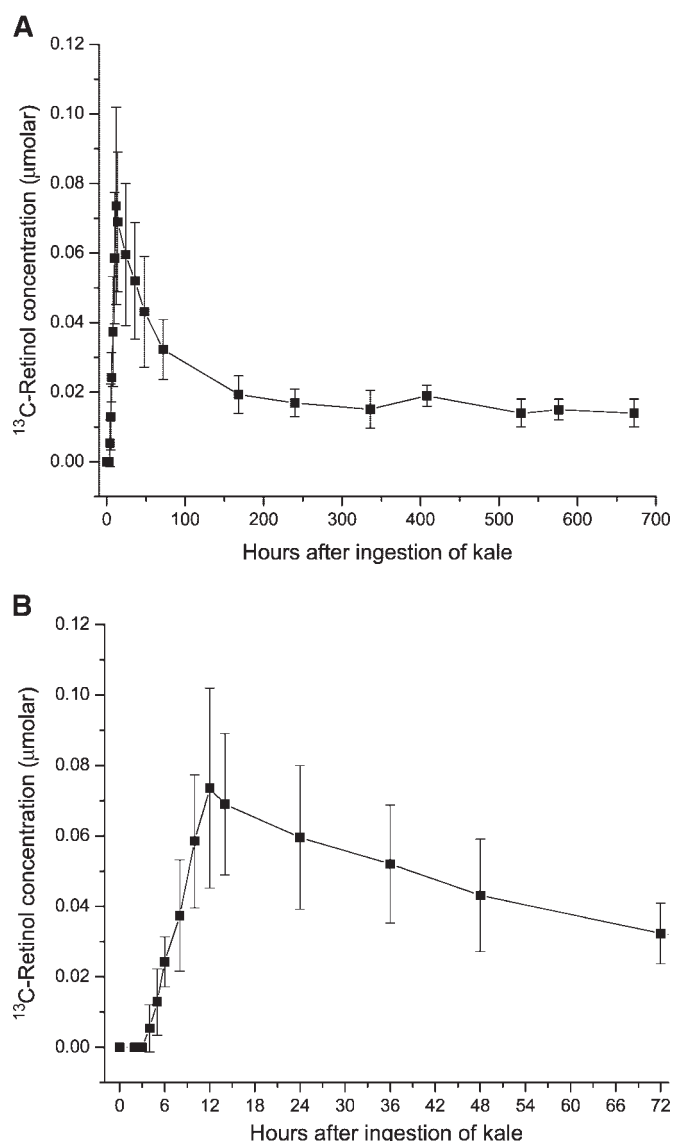 A
0.12
0.10
0.08
0.06
0.04
0.02
0.00
¹³C-Retinol concentration (μmolar)
0 100 200 300 400 500 600 700
Hours after ingestion of kale
B
0.12
0.10
0.08
0.06
0.04
0.02
0.00
¹³C-Retinol concentration (μmolar)
0 6 12 18 24 30 36 42 48 54 60 66 72
Hours after ingestion of kale